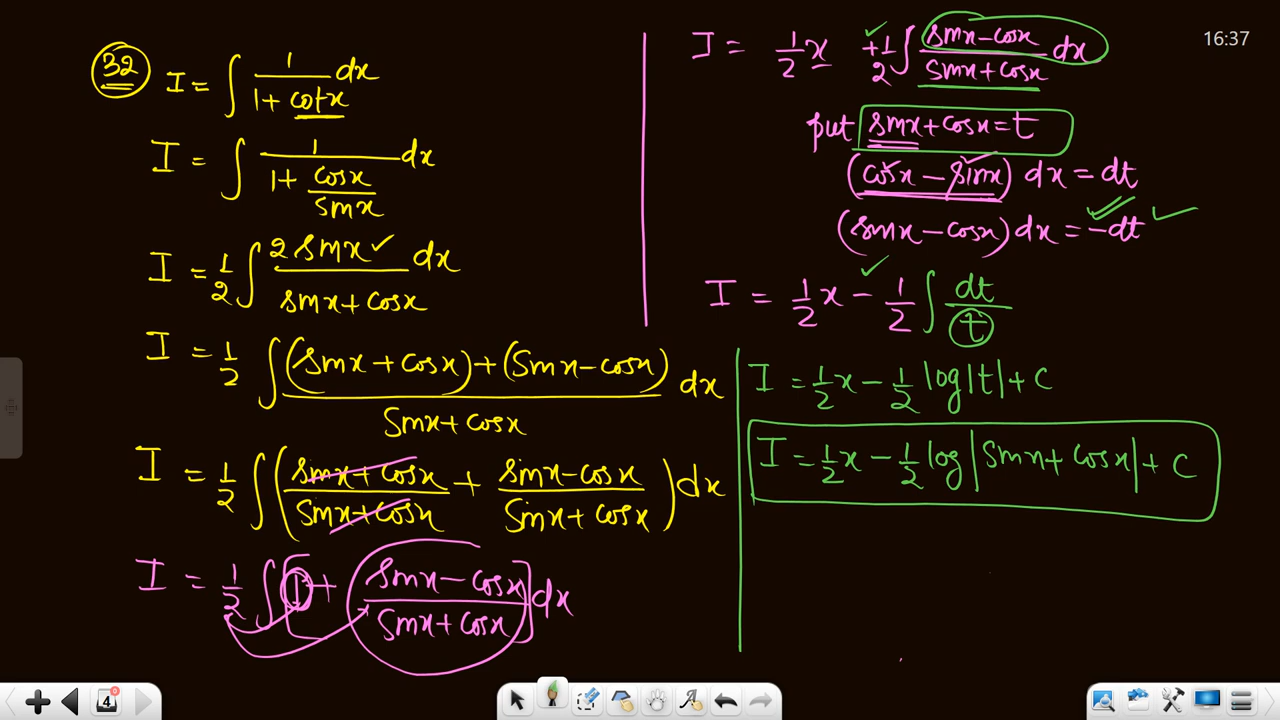 32 I = ∫ 1/(1 + cotx) dx
I = ∫ 1/(1 + cosx/sinx) dx
I = 1/2 ∫ 2 sinx/(sinx + cosx) dx
I = 1/2 ∫ ((sinx + cosx) + (sinx - cosx))/(sinx + cosx) dx
I = 1/2 ∫ ((sinx + cosx)/(sinx + cosx) + (sinx - cosx)/(sinx + cosx)) dx
I = 1/2 ∫ [1 + (sinx - cosx)/(sinx + cosx)] dx
I = 1/2 x + 1/2 ∫ (sinx - cosx)/(sinx + cosx) dx
put sinx + cosx = t
(cosx - sinx) dx = dt
(sinx - cosx) dx = -dt
I = 1/2 x - 1/2 ∫ dt/t
I = 1/2 x - 1/2 log|t| + c
I = 1/2 x - 1/2 log|sinx + cosx| + c
16:37
4
0